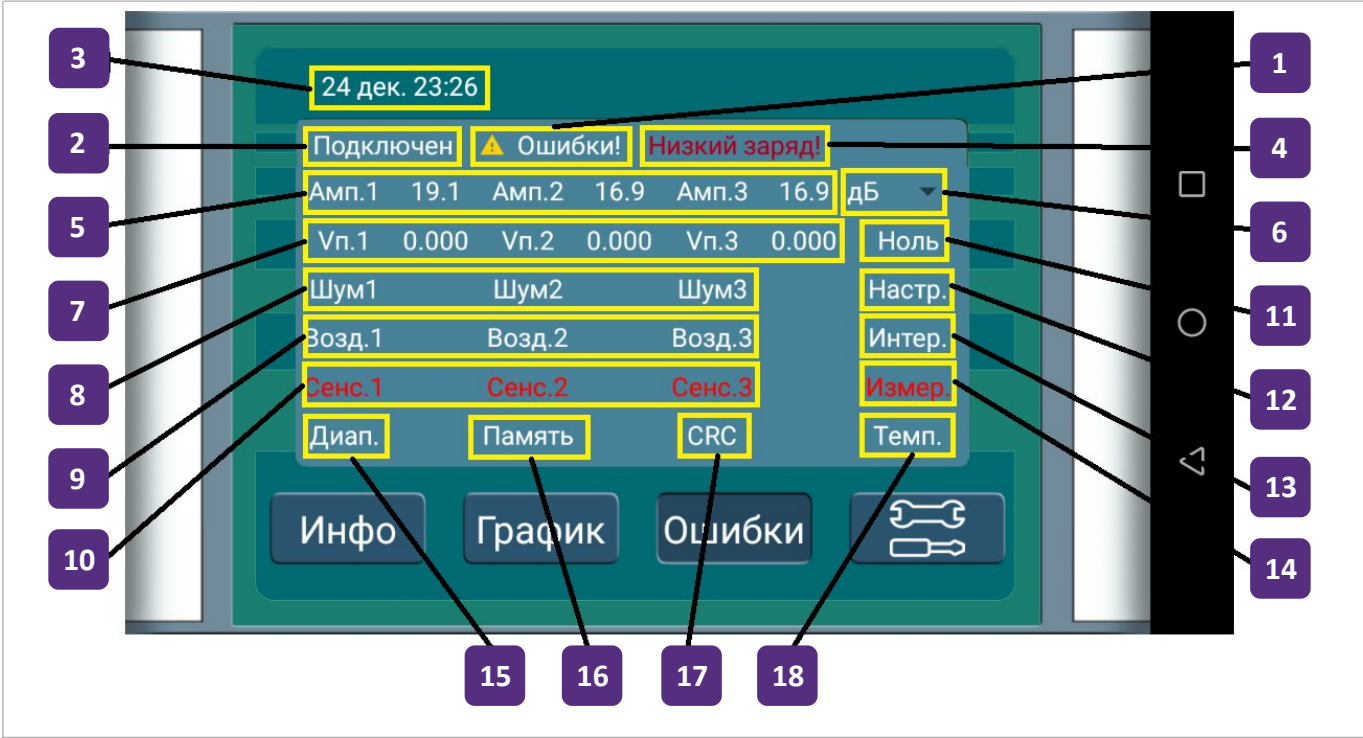 3
24 дек. 23:26
1
2
Подключен Ошибки! Низкий заряд!
4
5
Амп.1 19.1 Амп.2 16.9 Амп.3 16.9 дБ
6
7
Vп.1 0.000 Vп.2 0.000 Vп.3 0.000 Ноль
11
8
Шум1 Шум2 Шум3 Настр.
12
9
Возд.1 Возд.2 Возд.3 Интер.
13
10
Сенс.1 Сенс.2 Сенс.3 Измер.
14
Диап. Память CRC Темп.
Инфо График Ошибки
15 16 17 18